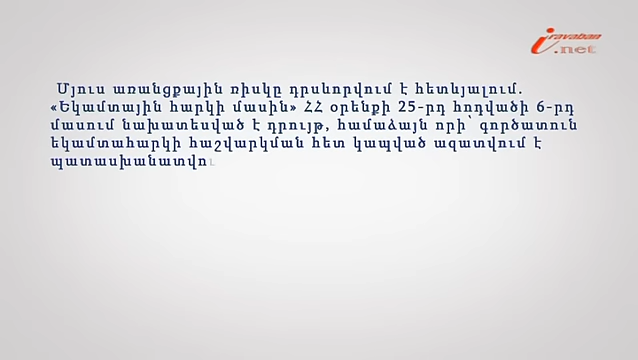 iravaban
.net
Մյուս առանցքային ռիսկը դրսևորվում է հետևյալում.
«Եկամտային հարկի մասին» ՀՀ օրենքի 25-րդ հոդվածի 6-րդ
մասում նախատեսված է դրույթ, համաձայն որի՝ գործատուն
եկամտահարկի հաշվարկման հետ կապված ազատվում է
պատասխանատվու